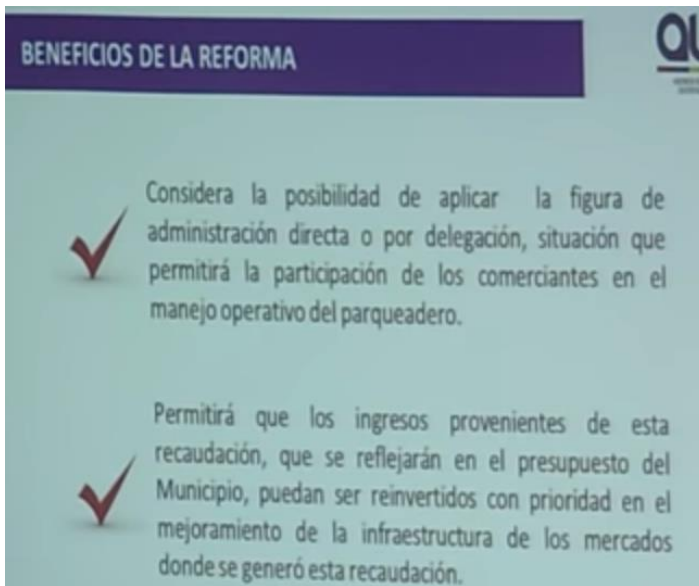 BENEFICIOS DE LA REFORMA
Considera la posibilidad de aplicar la figura de
administración directa o por delegación, situación que
permitirá la participación de los comerciantes en el
manejo operativo del parqueadero.
Permitirá que los ingresos provenientes de esta
recaudación, que se reflejarán en el presupuesto del
Municipio, puedan ser reinvertidos con prioridad en el
mejoramiento de la infraestructura de los mercados
donde se generó esta recaudación.